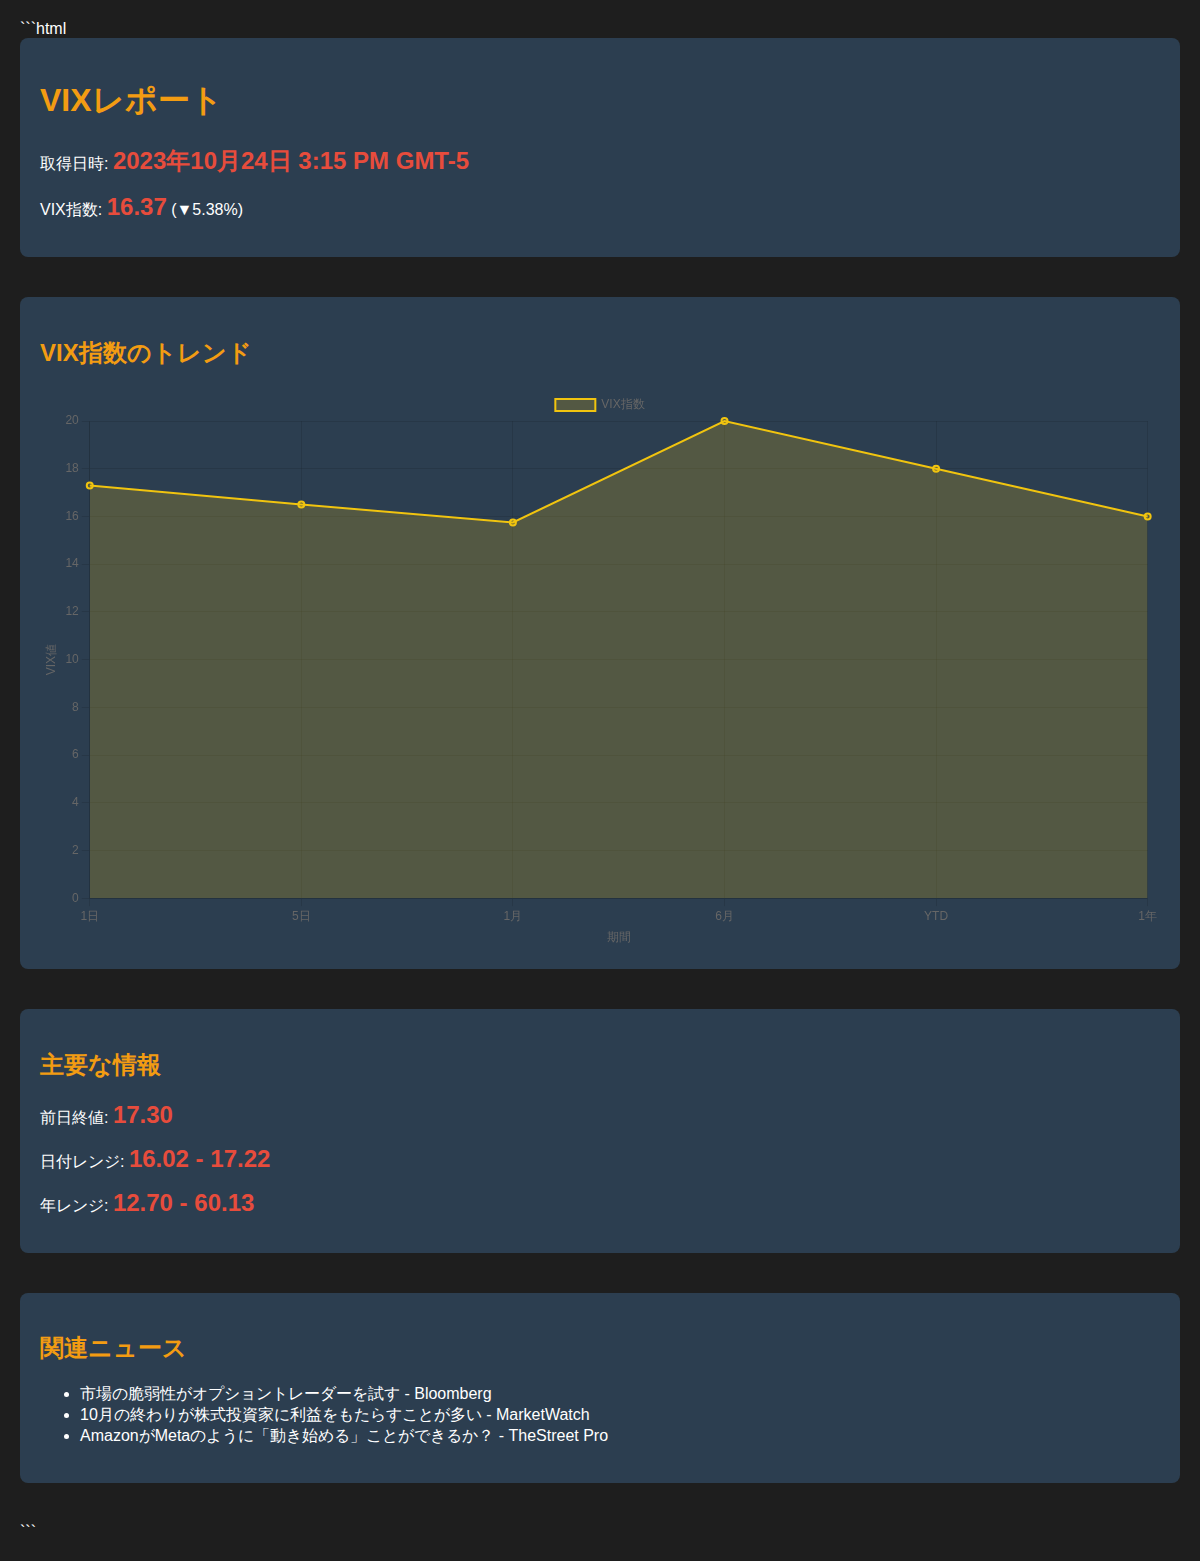 ```html
VIXレポート
取得日時: 2023年10月24日 3:15 PM GMT-5
VIX指数: 16.37 (▼5.38%)
VIX指数のトレンド
VIX指数
20
18
16
14
12
10
8
6
4
2
0
VIX値
1日 5日 1月 6月 YTD 1年
期間
主要な情報
前日終値: 17.30
日付レンジ: 16.02 - 17.22
年レンジ: 12.70 - 60.13
関連ニュース
• 市場の脆弱性がオプショントレーダーを試す - Bloomberg
• 10月の終わりが株式投資家に利益をもたらすことが多い - MarketWatch
• AmazonがMetaのように「動き始める」ことができるか？ - TheStreet Pro
```